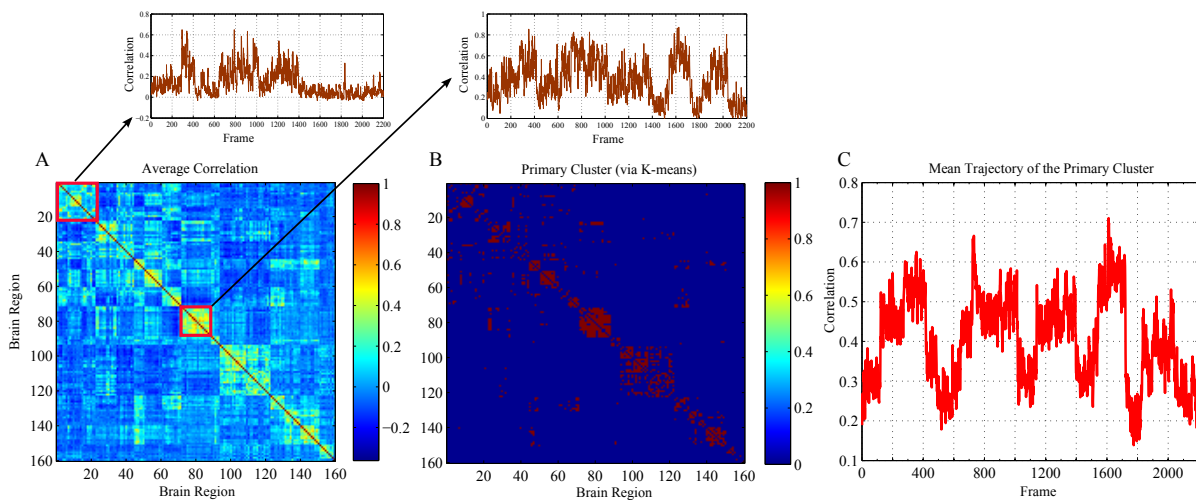 0.8
0.6
0.4
0.2
0
−0.2
Correlation
0 200 400 600 800 1000 1200 1400 1600 1800 2000 2200
Frame
1
0.8
0.6
0.4
0.2
0
Correlation
0 200 400 600 800 1000 1200 1400 1600 1800 2000 2200
Frame
A
Average Correlation
20
40
60
80
100
120
140
160
Brain Region
20 40 60 80 100 120 140 160
Brain Region
1
0.8
0.6
0.4
0.2
0
−0.2
B
Primary Cluster (via K-means)
20
40
60
80
100
120
140
160
20 40 60 80 100 120 140 160
Brain Region
1
0.8
0.6
0.4
0.2
0
C
Mean Trajectory of the Primary Cluster
0.8
0.7
0.6
0.5
0.4
0.3
0.2
0.1
Correlation
0 400 800 1200 1600 2000
Frame